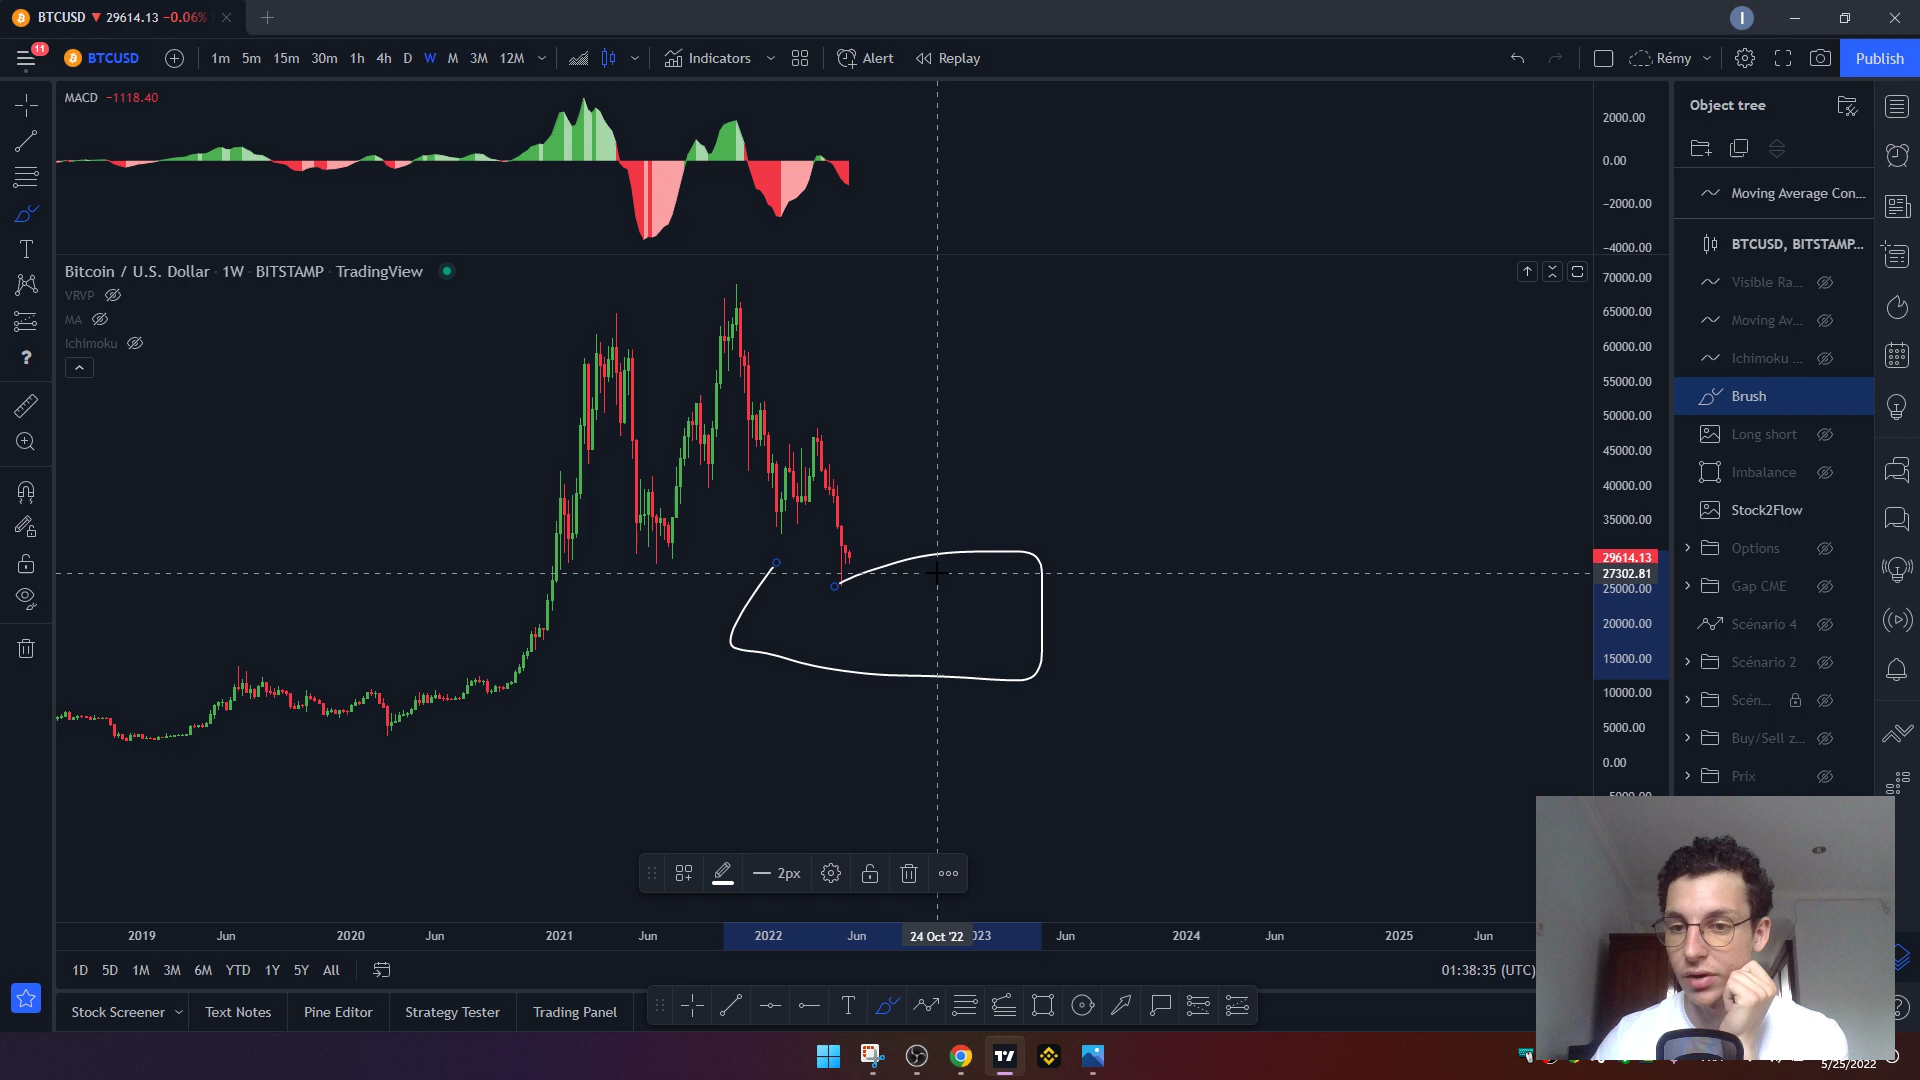 BTCUSD ▼ 29614.13 −0.06%
I
11
BTCUSD 1m 5m 15m 30m 1h 4h D W M 3M 12M Indicators Alert Replay Rémy Publish
MACD −1118.40
2000.00
0.00
−2000.00
−4000.00
Bitcoin / U.S. Dollar · 1W · BITSTAMP · TradingView
VRVP
MA
Ichimoku
70000.00
65000.00
60000.00
55000.00
50000.00
45000.00
40000.00
35000.00
29614.13
27302.81
25000.00
20000.00
15000.00
10000.00
5000.00
0.00
−5000.00
Object tree
Moving Average Con...
BTCUSD, BITSTAMP...
Visible Ra...
Moving Av...
Ichimoku ...
Brush
Long short
Imbalance
Stock2Flow
Options
Gap CME
Scénario 4
Scénario 2
Scén...
Buy/Sell z...
Prix
2px
2019 Jun 2020 Jun 2021 Jun 2022 Jun 24 Oct '22 023 Jun 2024 Jun 2025 Jun
1D 5D 1M 3M 6M YTD 1Y 5Y All
01:38:35 (UTC)
Stock Screener Text Notes Pine Editor Strategy Tester Trading Panel
5/25/2022